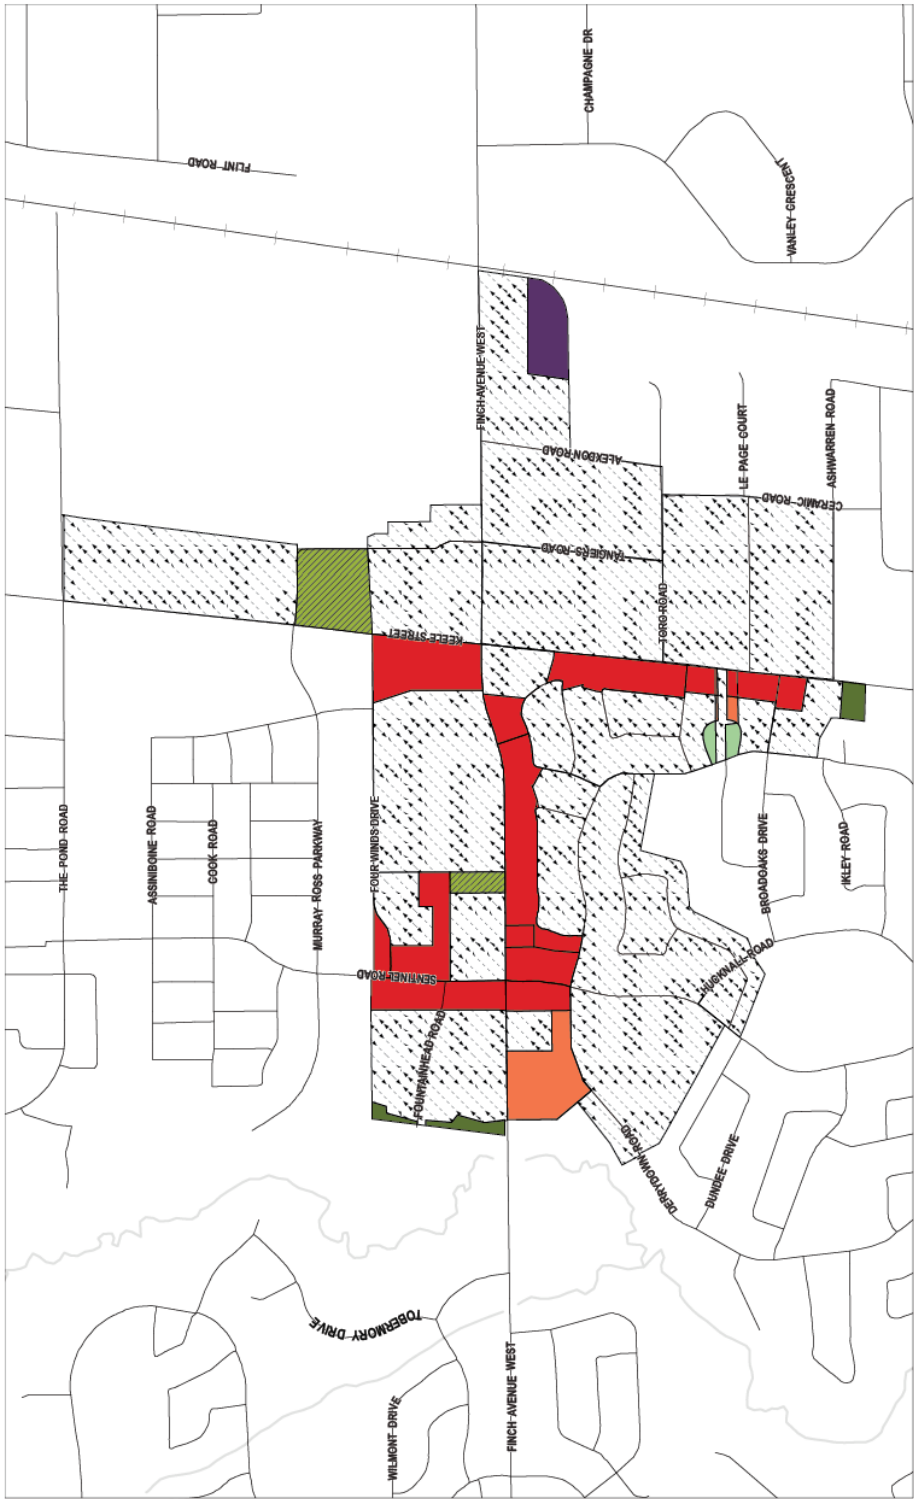 CHAMPAGNE DR
FLINT ROAD
VANLEY CRESCENT
FINCH AVENUE WEST
ALEXDON ROAD
LE PAGE COURT
ASHWARREN ROAD
CERAMIC ROAD
TANGIERS ROAD
TORO ROAD
KEELE STREET
THE POND ROAD
ASSINIBOINE ROAD
COOK ROAD
MURRAY ROSS PARKWAY
FOUR WINDS DRIVE
BROADOAKS DRIVE
IKLEY ROAD
SENTINEL ROAD
HUCKNALL ROAD
FOUNTAINHEAD ROAD
DERRYDOWN ROAD
DUNDEE DRIVE
TOBERMORY DRIVE
WILMONT DRIVE
FINCH AVENUE WEST